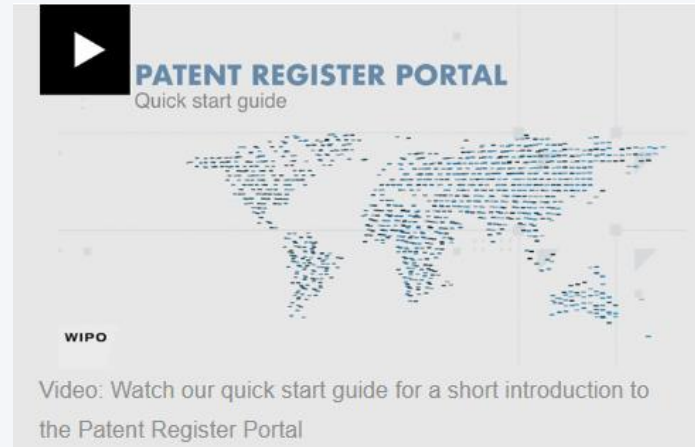 PATENT REGISTER PORTAL
Quick start guide
WIPO
Video: Watch our quick start guide for a short introduction to
the Patent Register Portal